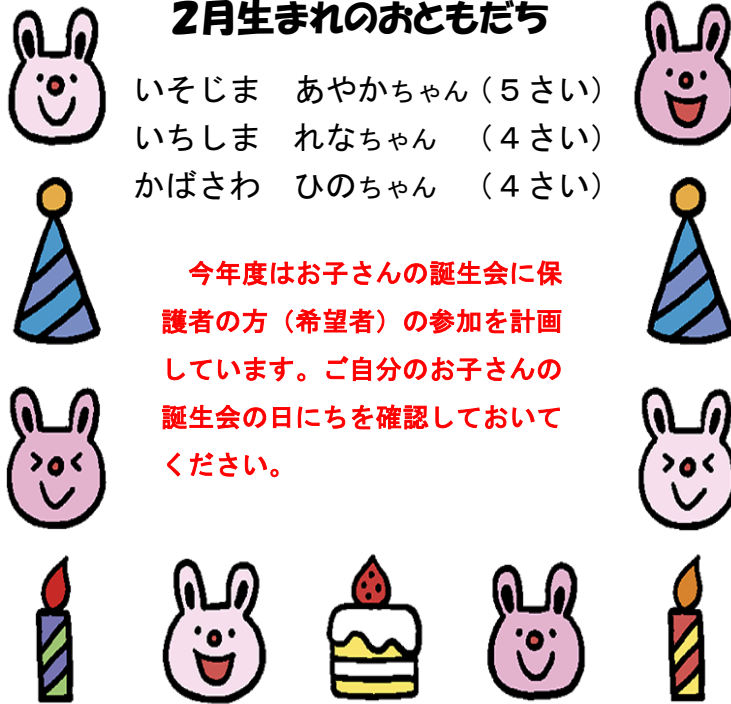 2月生まれのおともだち
いそじま　あやかちゃん（５さい）
いちしま　れなちゃん　（４さい）
かばさわ　ひのちゃん　（４さい）
　今年度はお子さんの誕生会に保
護者の方（希望者）の参加を計画
しています。ご自分のお子さんの
誕生会の日にちを確認しておいて
ください。